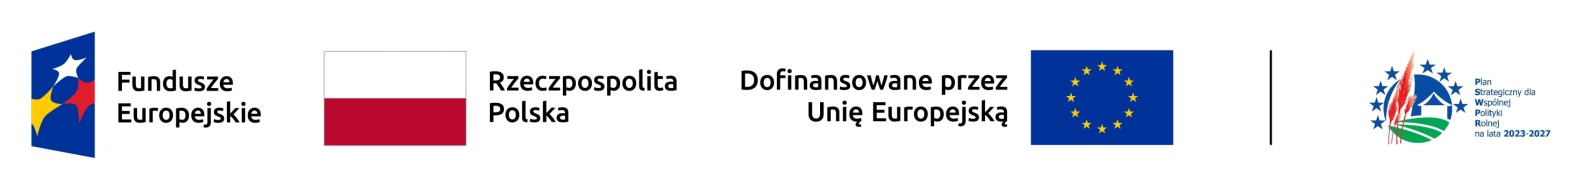 Fundusze
Europejskie
Rzeczpospolita
Polska
Dofinansowane przez
Unię Europejską
Plan
Strategiczny dla
Wspólnej
Polityki
Rolnej
na lata 2023-2027